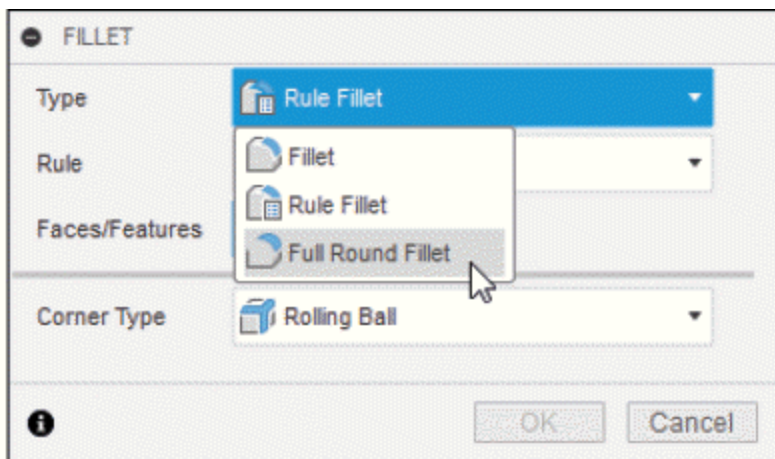 FILLET
Type
Rule Fillet
Rule
Fillet
Rule Fillet
Faces/Features
Full Round Fillet
Corner Type
Rolling Ball
OK
Cancel